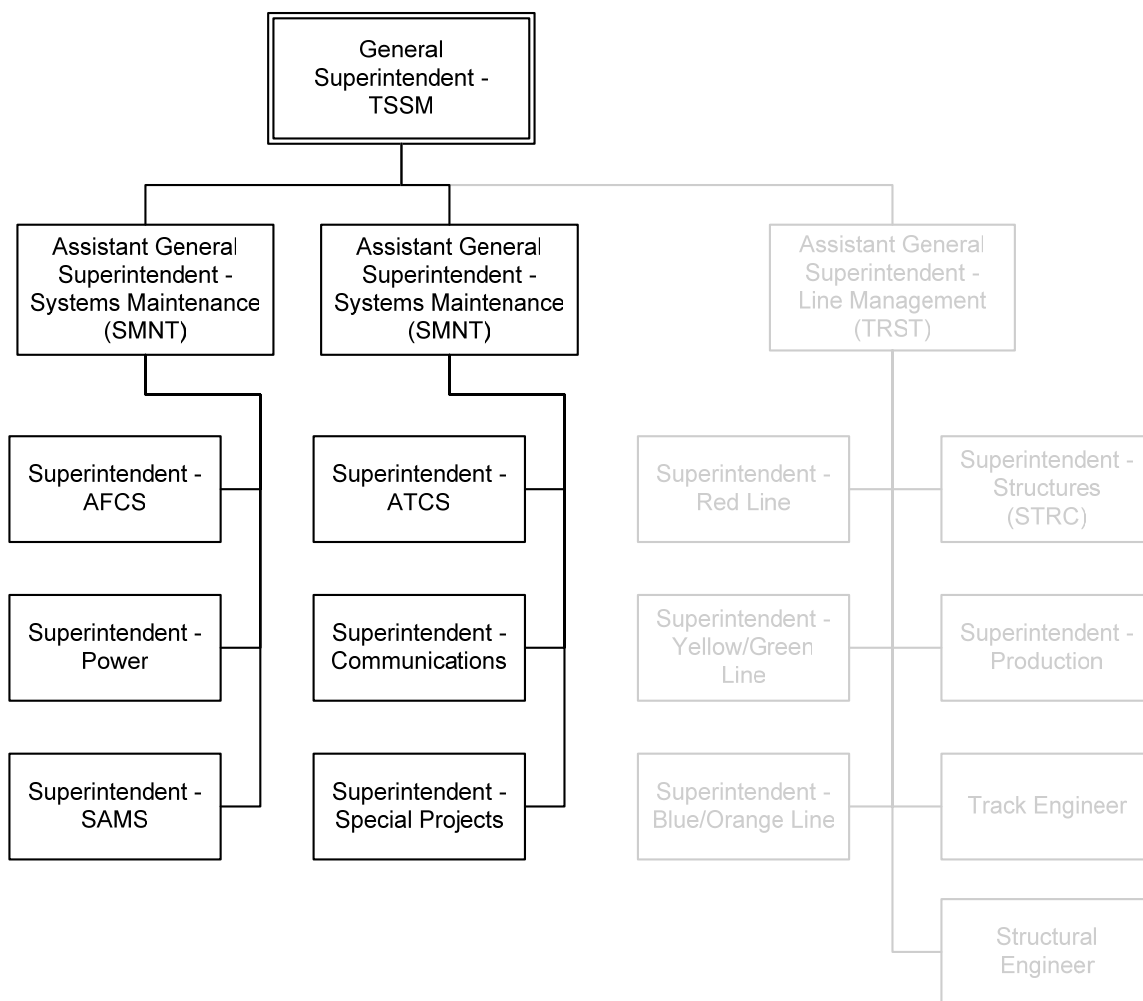 General
Superintendent -
TSSM
Assistant General
Superintendent -
Systems Maintenance
(SMNT)
Assistant General
Superintendent -
Systems Maintenance
(SMNT)
Assistant General
Superintendent -
Line Management
(TRST)
Superintendent -
AFCS
Superintendent -
ATCS
Superintendent -
Red Line
Superintendent -
Structures
(STRC)
Superintendent -
Power
Superintendent -
Communications
Superintendent -
Yellow/Green
Line
Superintendent -
Production
Superintendent -
SAMS
Superintendent -
Special Projects
Superintendent -
Blue/Orange Line
Track Engineer
Structural
Engineer